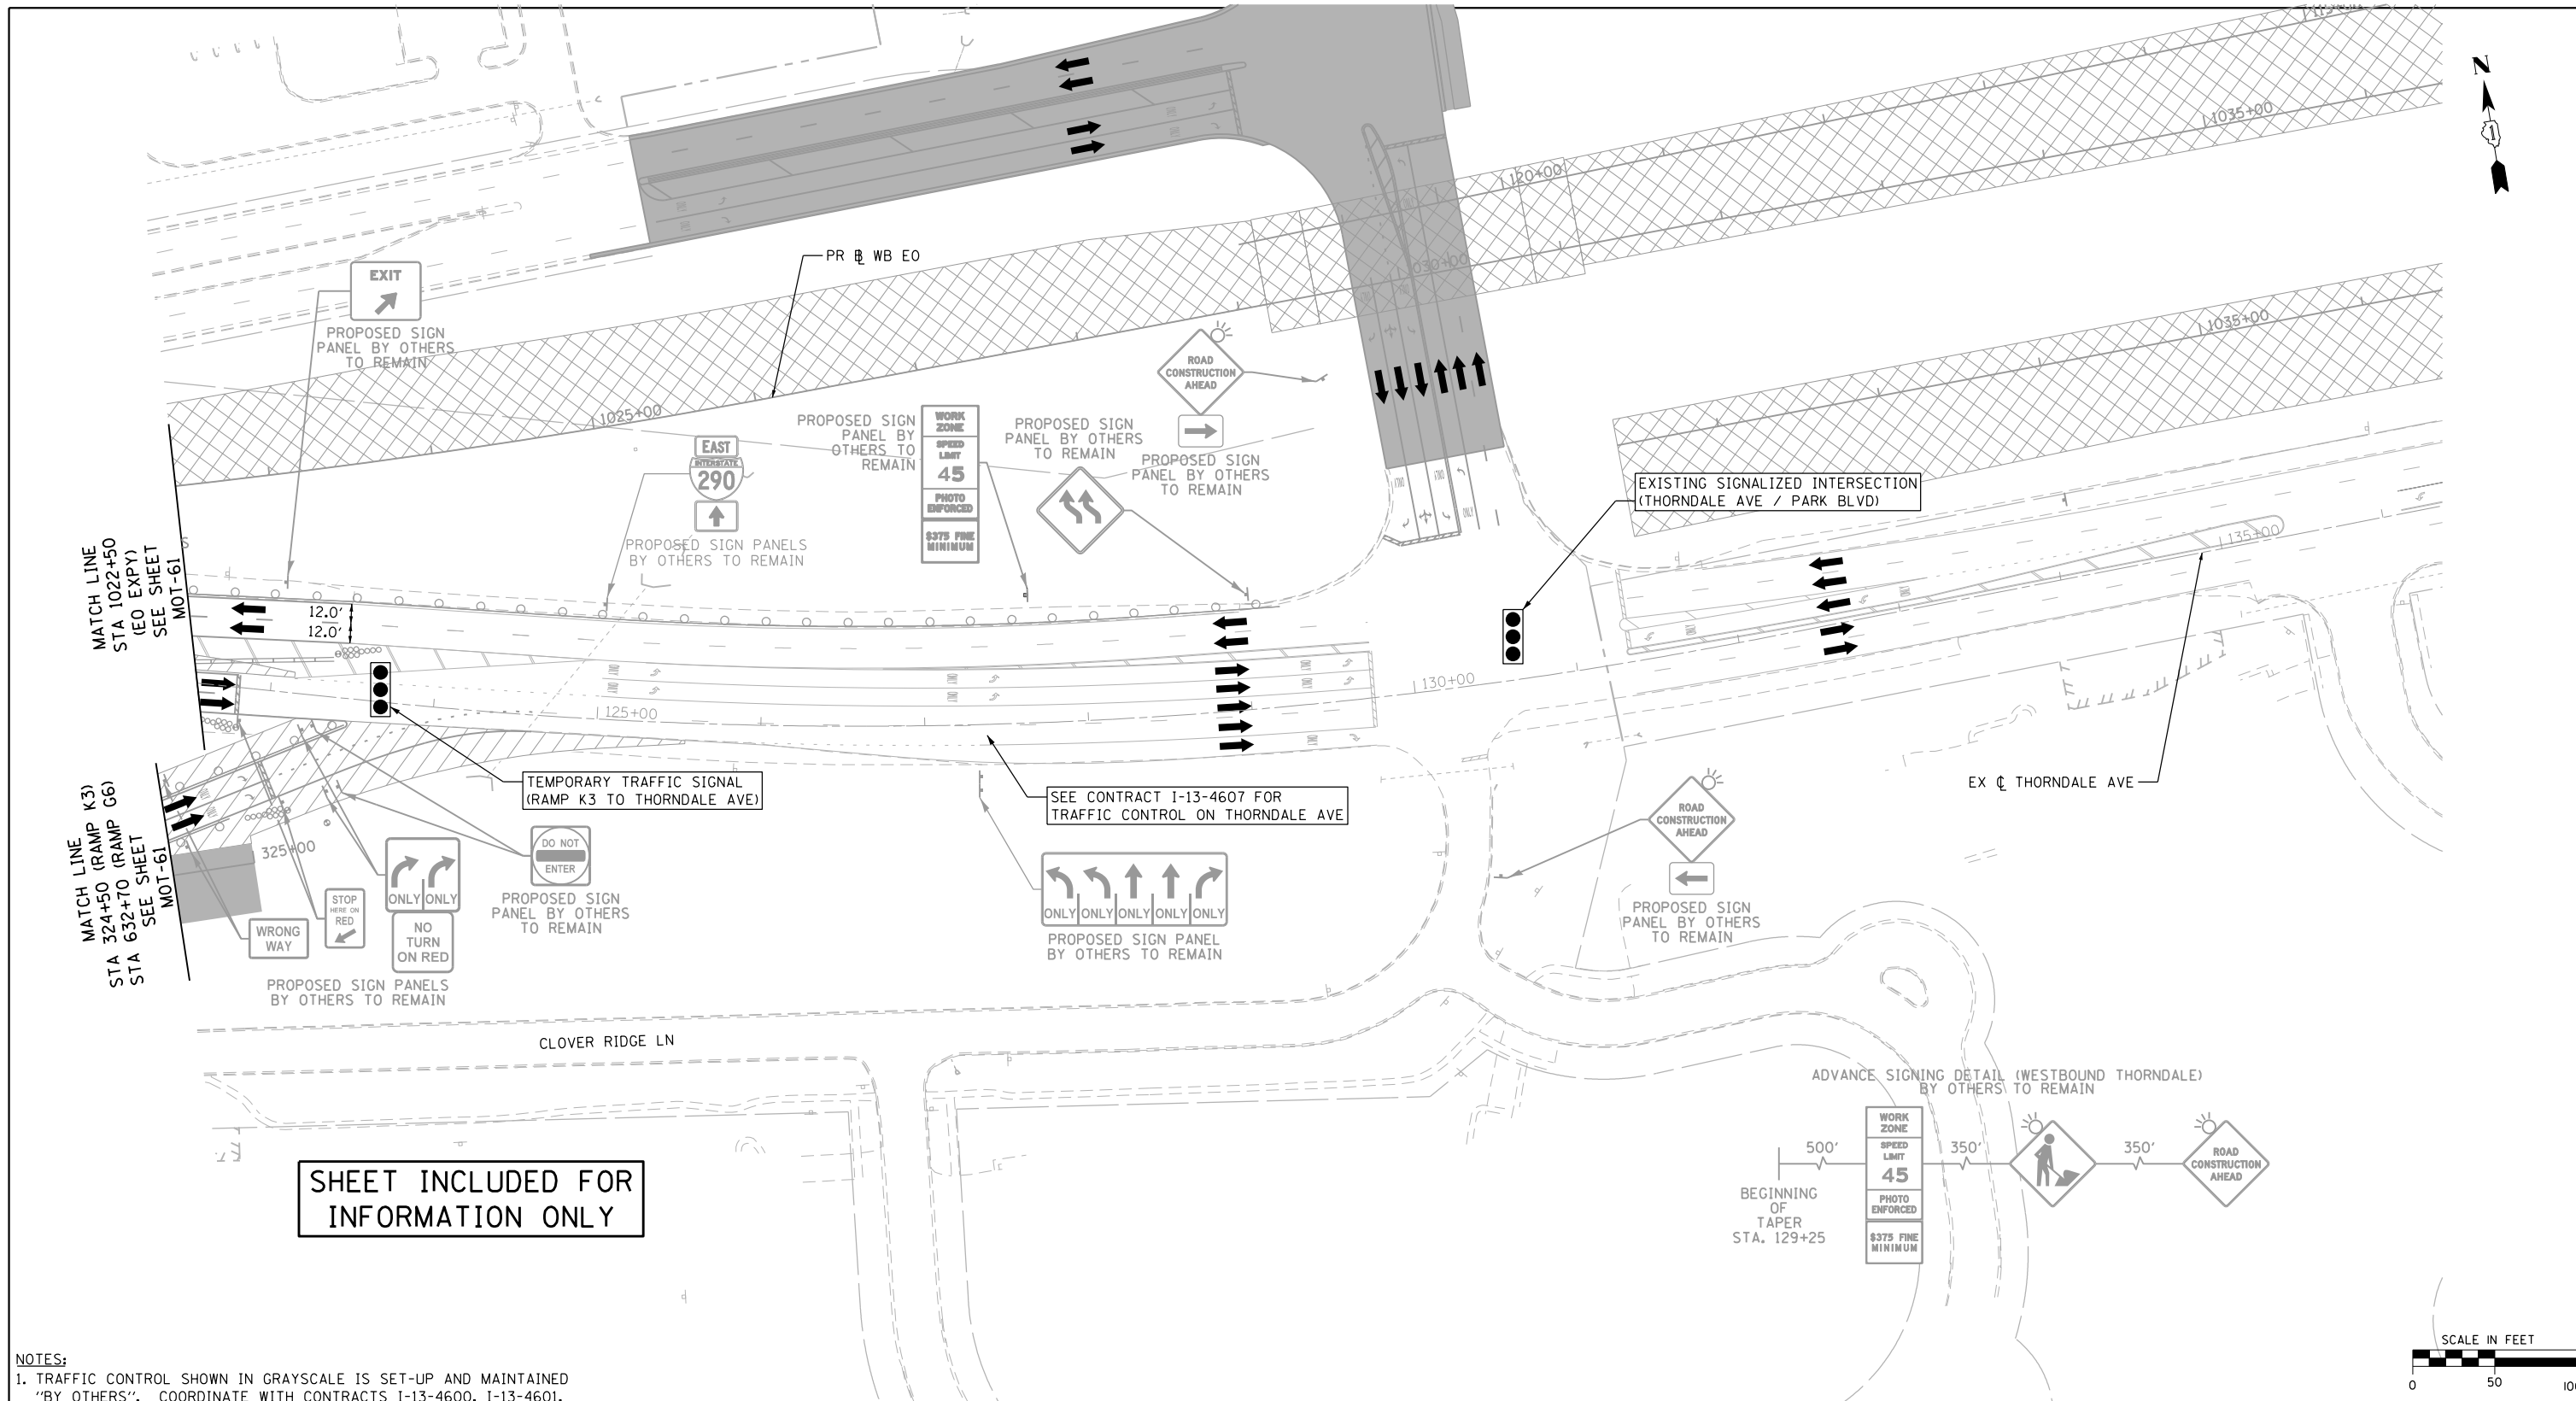 N
1
1035+00
120+00
1030+00
1035+00
PR B WB EO
EXIT
PROPOSED SIGN
PANEL BY OTHERS
TO REMAIN
1025+00
ROAD
CONSTRUCTION
AHEAD
PROPOSED SIGN
PANEL BY OTHERS
TO REMAIN
PROPOSED SIGN
PANEL BY
OTHERS TO
REMAIN
WORK
ZONE
SPEED
LIMIT
45
PHOTO
ENFORCED
$375 FINE
MINIMUM
PROPOSED SIGN
PANEL BY OTHERS
TO REMAIN
EAST
INTERSTATE
290
PROPOSED SIGN PANELS
BY OTHERS TO REMAIN
EXISTING SIGNALIZED INTERSECTION
(THORNDALE AVE / PARK BLVD)
135+00
MATCH LINE
STA 1022+50
(EO EXPY)
SEE SHEET
MOT-61
12.0'
12.0'
ONLY
ONLY
ONLY
ONLY
ONLY
ONLY
ONLY
125+00
130+00
TEMPORARY TRAFFIC SIGNAL
(RAMP K3 TO THORNDALE AVE)
SEE CONTRACT I-13-4607 FOR
TRAFFIC CONTROL ON THORNDALE AVE
EX ℄ THORNDALE AVE
MATCH LINE
STA 324+50 (RAMP K3)
STA 632+70 (RAMP G6)
SEE SHEET
MOT-61
325+00
WRONG
WAY
STOP
HERE ON
RED
ONLY ONLY
NO
TURN
ON RED
PROPOSED SIGN PANELS
BY OTHERS TO REMAIN
DO NOT
ENTER
PROPOSED SIGN
PANEL BY OTHERS
TO REMAIN
ONLY ONLY ONLY ONLY ONLY
PROPOSED SIGN PANEL
BY OTHERS TO REMAIN
ROAD
CONSTRUCTION
AHEAD
PROPOSED SIGN
PANEL BY OTHERS
TO REMAIN
CLOVER RIDGE LN
ADVANCE SIGNING DETAIL (WESTBOUND THORNDALE)
BY OTHERS TO REMAIN
500'
BEGINNING
OF
TAPER
STA. 129+25
WORK
ZONE
SPEED
LIMIT
45
PHOTO
ENFORCED
$375 FINE
MINIMUM
350'
350'
ROAD
CONSTRUCTION
AHEAD
SHEET INCLUDED FOR
INFORMATION ONLY
NOTES:
1. TRAFFIC CONTROL SHOWN IN GRAYSCALE IS SET-UP AND MAINTAINED
"BY OTHERS". COORDINATE WITH CONTRACTS I-13-4600, I-13-4601,
SCALE IN FEET
0 50